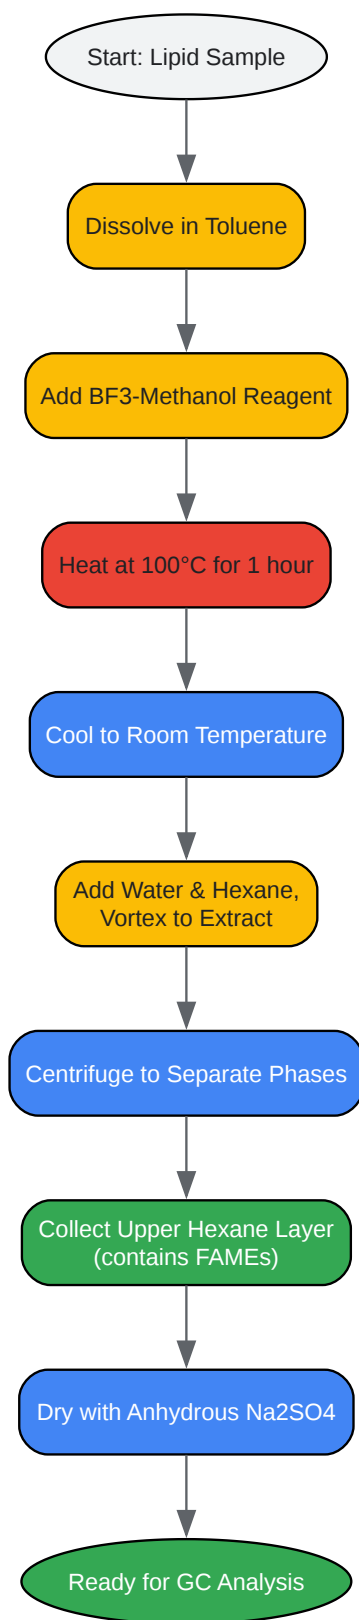 Start: Lipid Sample
Dissolve in Toluene
Add BF3-Methanol Reagent
Heat at 100°C for 1 hour
Cool to Room Temperature
Add Water & Hexane,
Vortex to Extract
Centrifuge to Separate Phases
Collect Upper Hexane Layer
(contains FAMEs)
Dry with Anhydrous Na2SO4
Ready for GC Analysis